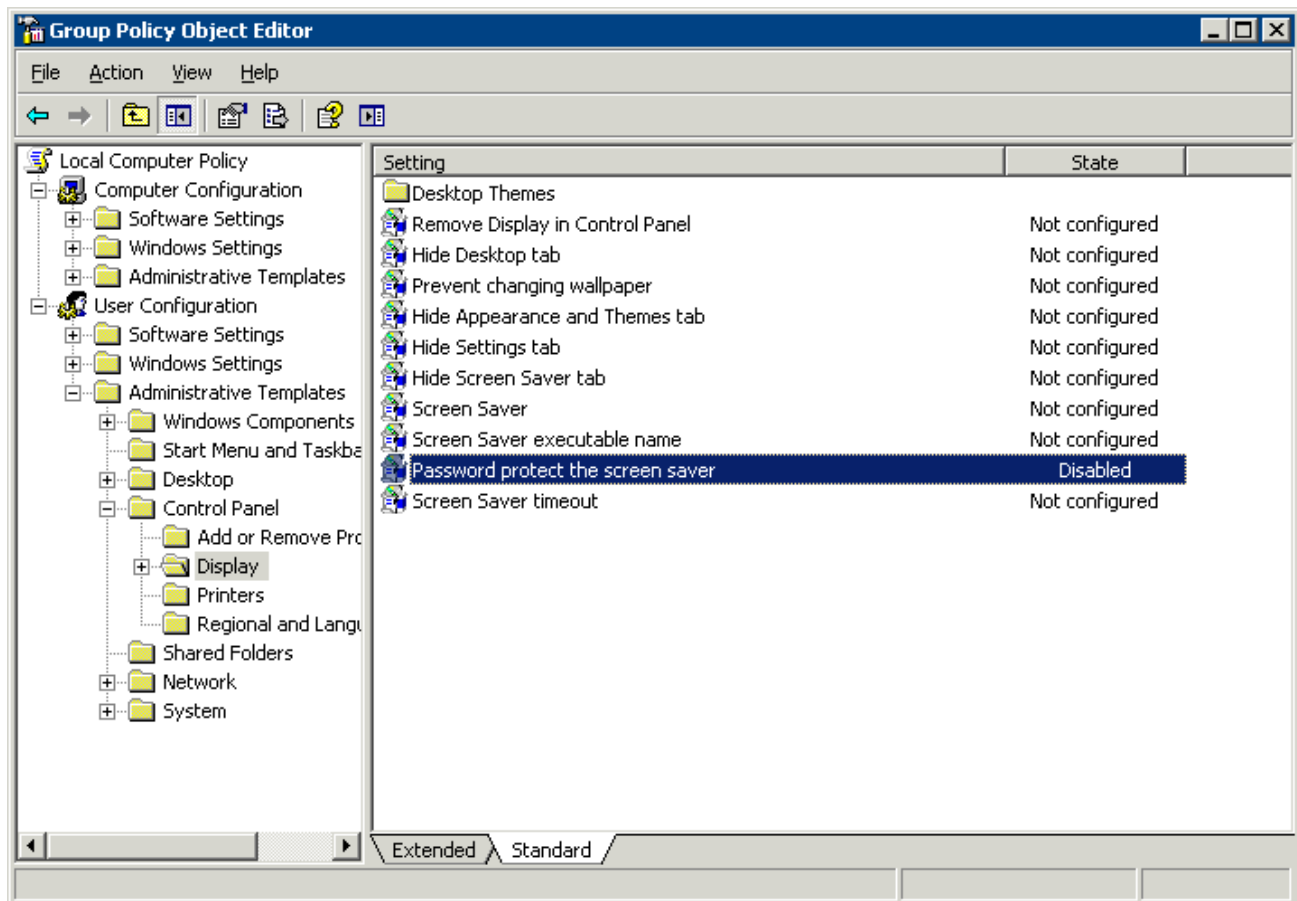 Group Policy Object Editor
File Action View Help
Local Computer Policy
Computer Configuration
Software Settings
Windows Settings
Administrative Templates
User Configuration
Software Settings
Windows Settings
Administrative Templates
Windows Components
Start Menu and Taskba
Desktop
Control Panel
Add or Remove Pro
Display
Printers
Regional and Langu
Shared Folders
Network
System
Setting State
Desktop Themes
Remove Display in Control Panel Not configured
Hide Desktop tab Not configured
Prevent changing wallpaper Not configured
Hide Appearance and Themes tab Not configured
Hide Settings tab Not configured
Hide Screen Saver tab Not configured
Screen Saver Not configured
Screen Saver executable name Not configured
Password protect the screen saver Disabled
Screen Saver timeout Not configured
Extended Standard